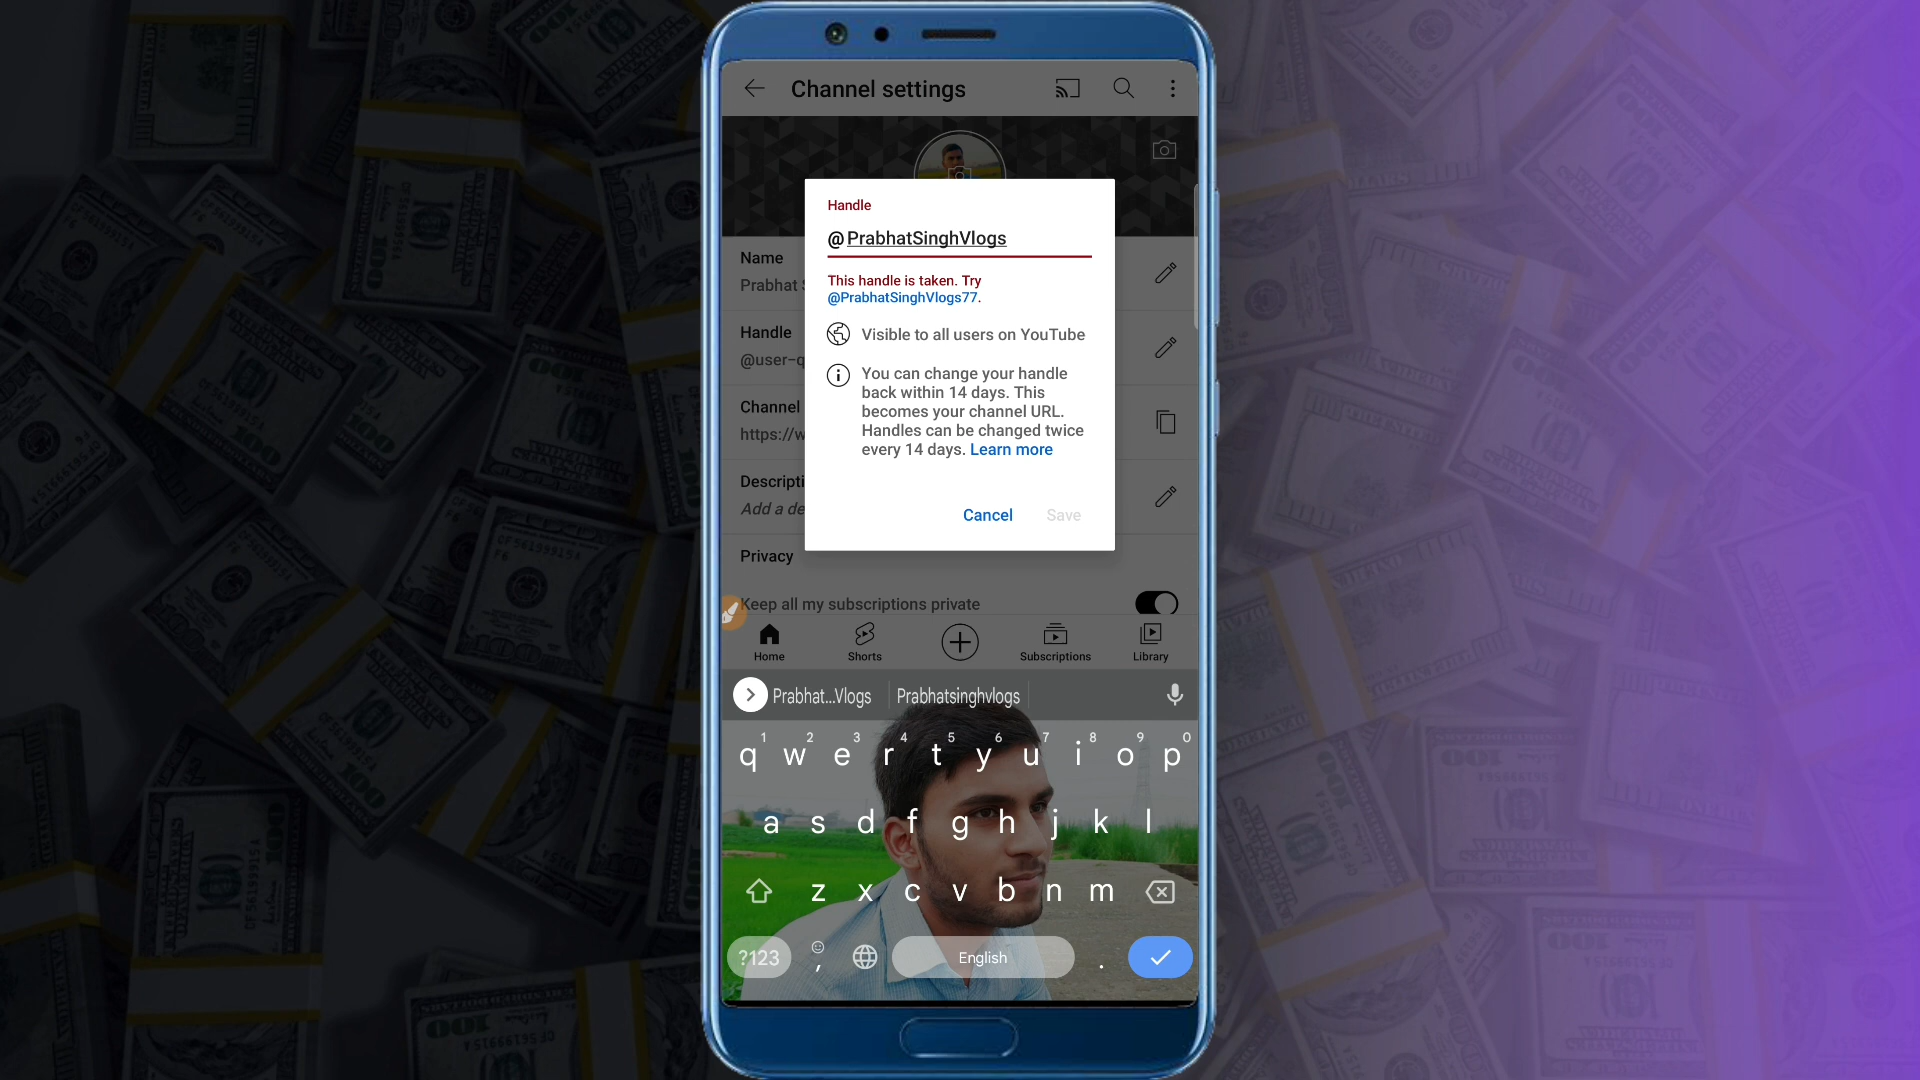 Channel settings
Handle
@PrabhatSinghVlogs
This handle is taken. Try
@PrabhatSinghVlogs77.
Visible to all users on YouTube
You can change your handle
back within 14 days. This
becomes your channel URL.
Handles can be changed twice
every 14 days. Learn more
Cancel Save
Name
Prabhat
Handle
@user-q
Channel
https://w
Descripti
Add a de
Privacy
Keep all my subscriptions private
Home Shorts Subscriptions Library
Prabhat...Vlogs Prabhatsinghvlogs
1 2 3 4 5 6 7 8 9 0
q w e r t y u i o p
a s d f g h j k l
z x c v b n m
?123 , English .